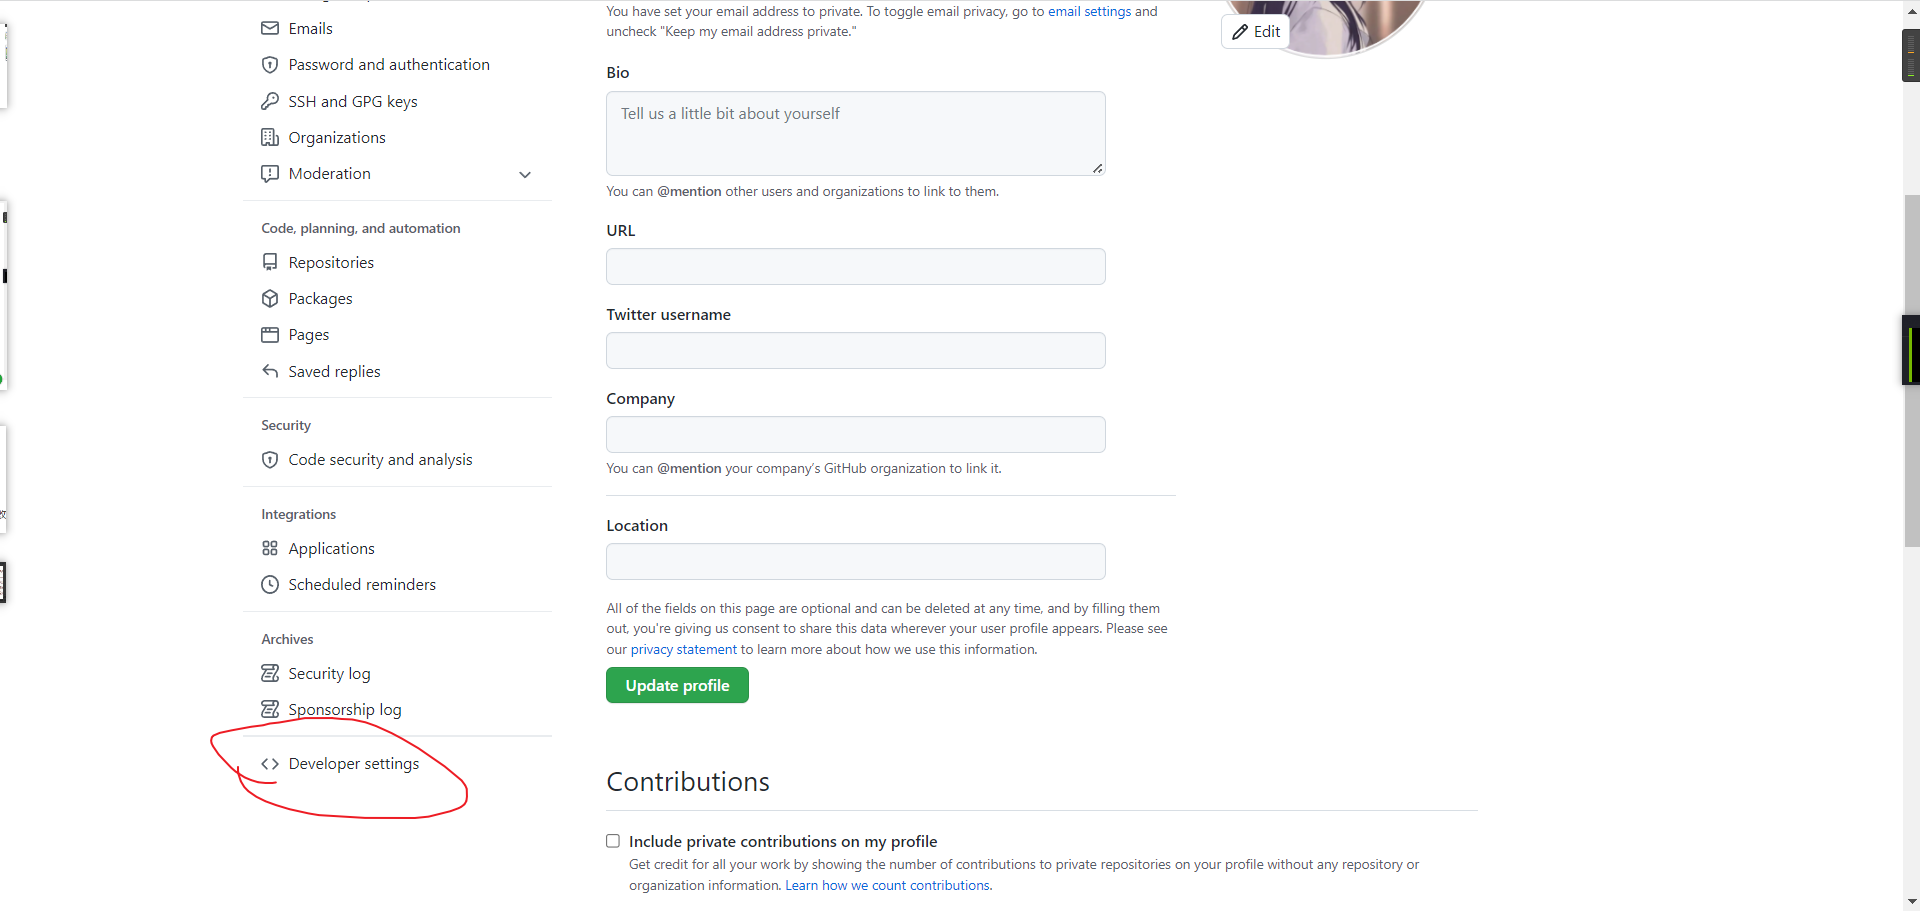 Emails
Password and authentication
SSH and GPG keys
Organizations
Moderation
Code, planning, and automation
Repositories
Packages
Pages
Saved replies
Security
Code security and analysis
Integrations
Applications
Scheduled reminders
Archives
Security log
Sponsorship log
Developer settings
You have set your email address to private. To toggle email privacy, go to email settings and
uncheck "Keep my email address private."
Edit
Bio
Tell us a little bit about yourself
You can @mention other users and organizations to link to them.
URL
Twitter username
Company
You can @mention your company’s GitHub organization to link it.
Location
All of the fields on this page are optional and can be deleted at any time, and by filling them
out, you're giving us consent to share this data wherever your user profile appears. Please see
our privacy statement to learn more about how we use this information.
Update profile
Contributions
Include private contributions on my profile
Get credit for all your work by showing the number of contributions to private repositories on your profile without any repository or
organization information. Learn how we count contributions.